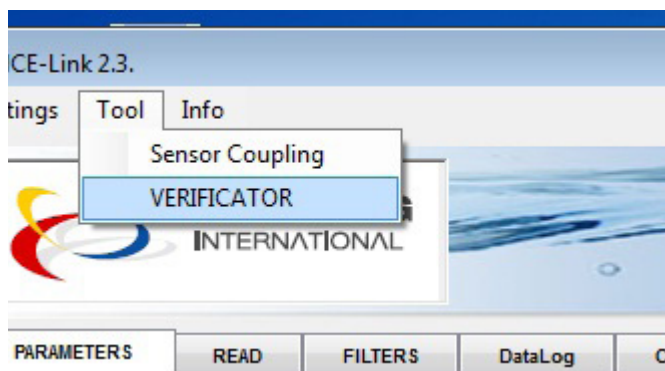 CE-Link 2.3.
tings Tool Info
Sensor Coupling
VERIFICATOR
INTERNATIONAL
PARAMETERS READ FILTERS DataLog